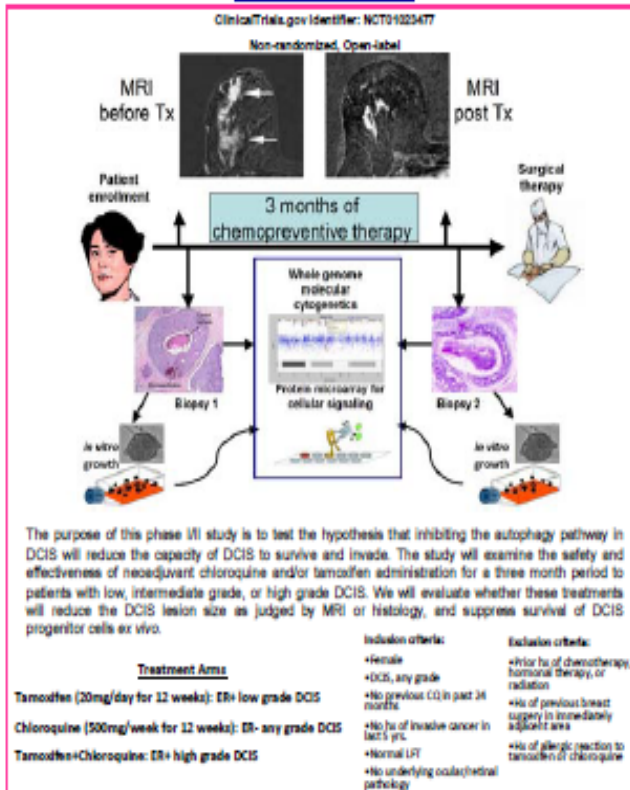 ClinicalTrials.gov Identifier: NCT01023477
Non-randomized, Open-label
MRI
before Tx
MRI
post Tx
Patient
enrollment
3 months of
chemopreventive therapy
Surgical
therapy
Whole genome
molecular
cytogenetics
Protein microarray for
cellular signaling
Biopsy 1
Biopsy 2
in vitro
growth
in vitro
growth
The purpose of this phase I/II study is to test the hypothesis that inhibiting the autophagy pathway in
DCIS will reduce the capacity of DCIS to survive and invade. The study will examine the safety and
effectiveness of neoadjuvant chloroquine and/or tamoxifen administration for a three month period to
patients with low, intermediate grade, or high grade DCIS. We will evaluate whether these treatments
will reduce the DCIS lesion size as judged by MRI or histology, and suppress survival of DCIS
progenitor cells ex vivo.
Treatment Arms
Tamoxifen (20mg/day for 12 weeks): ER+ low grade DCIS
Chloroquine (500mg/week for 12 weeks): ER- any grade DCIS
Tamoxifen+Chloroquine: ER+ high grade DCIS
Inclusion criteria:
•Female
•DCIS, any grade
•No previous CQ in past 24
months
•No hs of invasive cancer in
last 5 yrs.
•Normal LFT
•No underlying ocular/retinal
pathology
Exclusion criteria:
•Prior hs of chemotherapy,
hormonal therapy, or
radiation
•Hs of previous breast
surgery in immediately
adjacent area
•Hs of allergic reaction to
tamoxifen or chloroquine